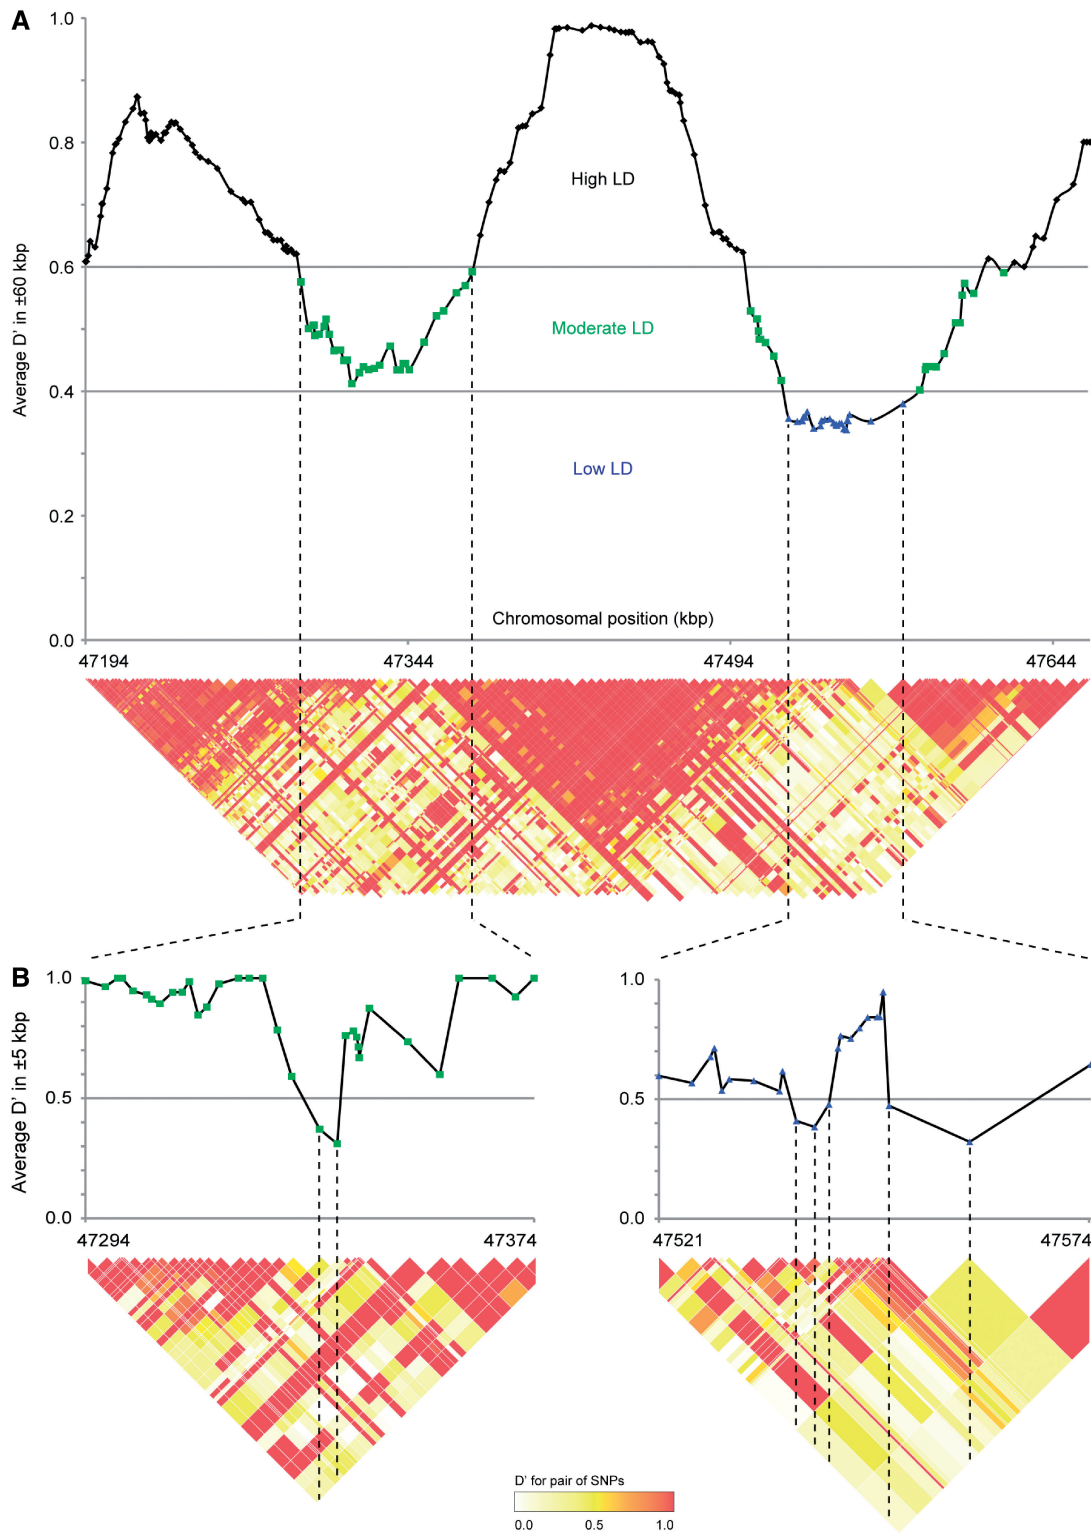 A
1.0
0.8
High LD
0.6
Moderate LD
Average D' in ±60 kbp
0.4
Low LD
0.2
Chromosomal position (kbp)
0.0
47194 47344 47494 47644
B
1.0 1.0
Average D' in ±5 kbp
0.5 0.5
0.0 0.0
47294 47374 47521 47574
D' for pair of SNPs
0.0 0.5 1.0